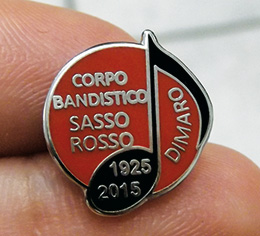 CORPO
BANDISTICO
SASSO
ROSSO
1925
2015
DIMARO